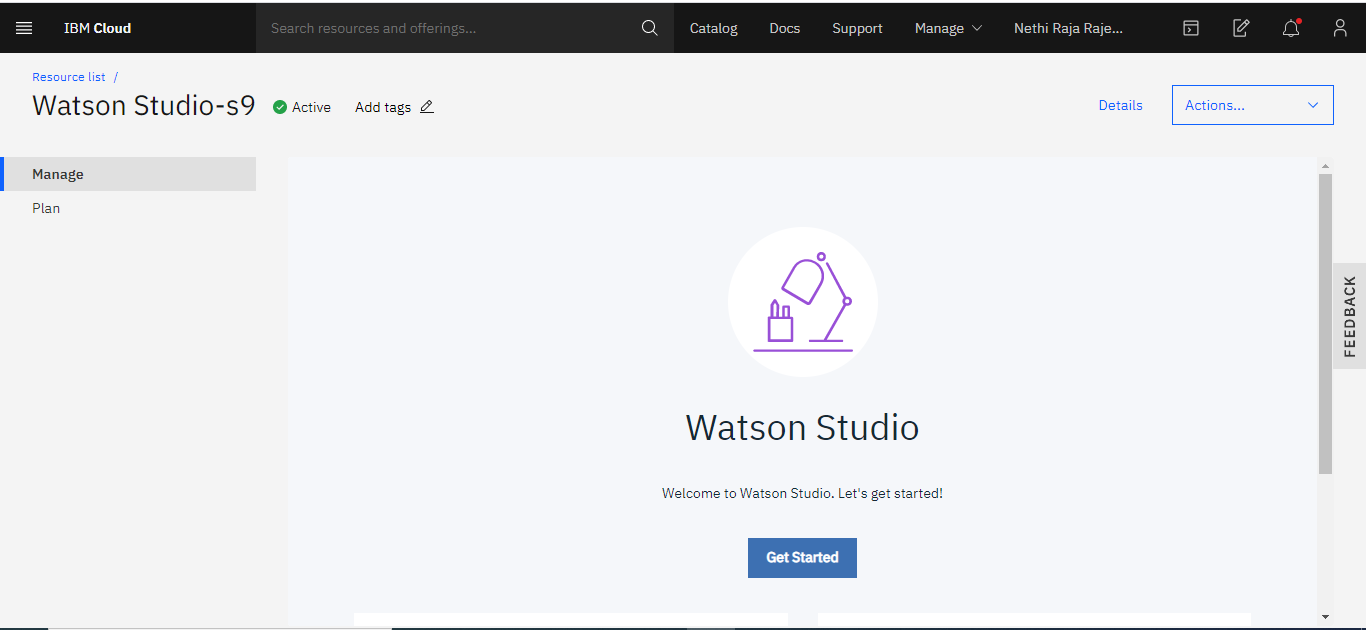 IBM Cloud
Search resources and offerings...
Catalog
Docs
Support
Manage
Nethi Raja Raje...
Resource list /
Watson Studio-s9
Active
Add tags
Details
Actions...
Manage
Plan
Watson Studio
Welcome to Watson Studio. Let's get started!
Get Started
FEEDBACK